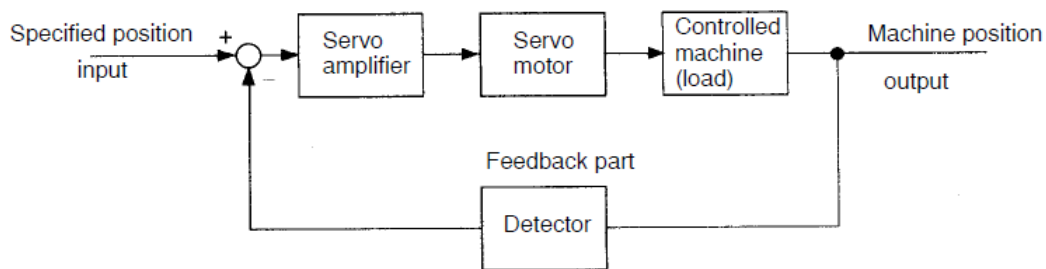 Specified position
input
+
−
Servo
amplifier
Servo
motor
Controlled
machine
(load)
Machine position
output
Feedback part
Detector